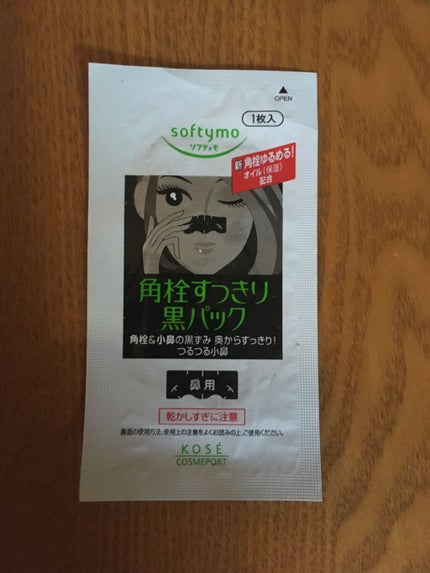 ▲
OPEN
1枚入
softymo
ソフティモ
新 角栓ゆるめる!
オイル(保湿)
配合
角栓すっきり
黒パック
角栓&小鼻の黒ずみ 奥からすっきり!
つるつる小鼻
鼻用
乾かしすぎに注意
裏面の使用方法、使用上の注意をよくお読みの上、ご使用ください。
KOSÉ
COSMEPORT